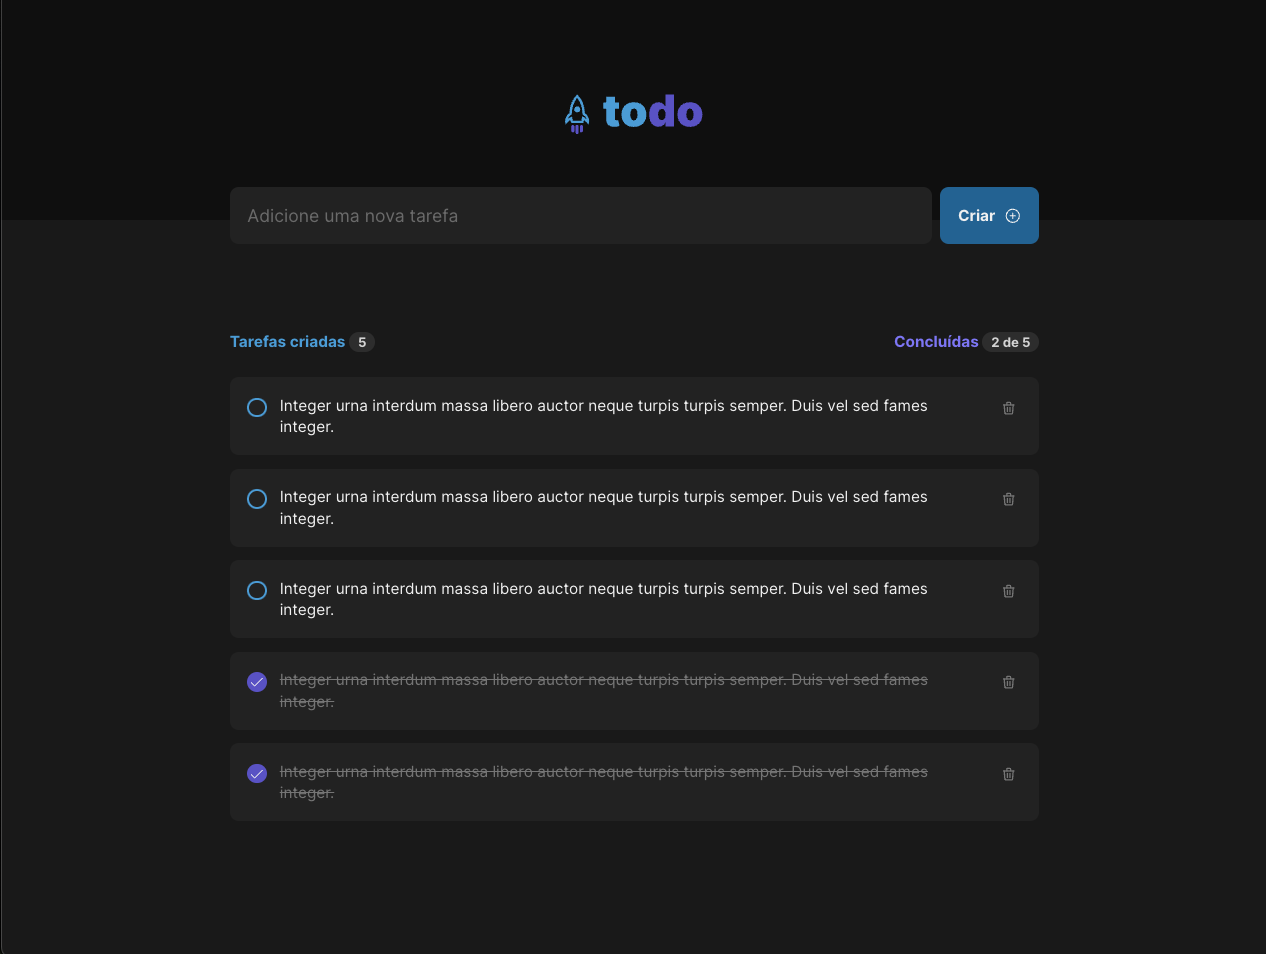 todo
Adicione uma nova tarefa
Criar
Tarefas criadas 5
Concluídas 2 de 5
Integer urna interdum massa libero auctor neque turpis turpis semper. Duis vel sed fames
integer.
Integer urna interdum massa libero auctor neque turpis turpis semper. Duis vel sed fames
integer.
Integer urna interdum massa libero auctor neque turpis turpis semper. Duis vel sed fames
integer.
Integer urna interdum massa libero auctor neque turpis turpis semper. Duis vel sed fames
integer.
Integer urna interdum massa libero auctor neque turpis turpis semper. Duis vel sed fames
integer.